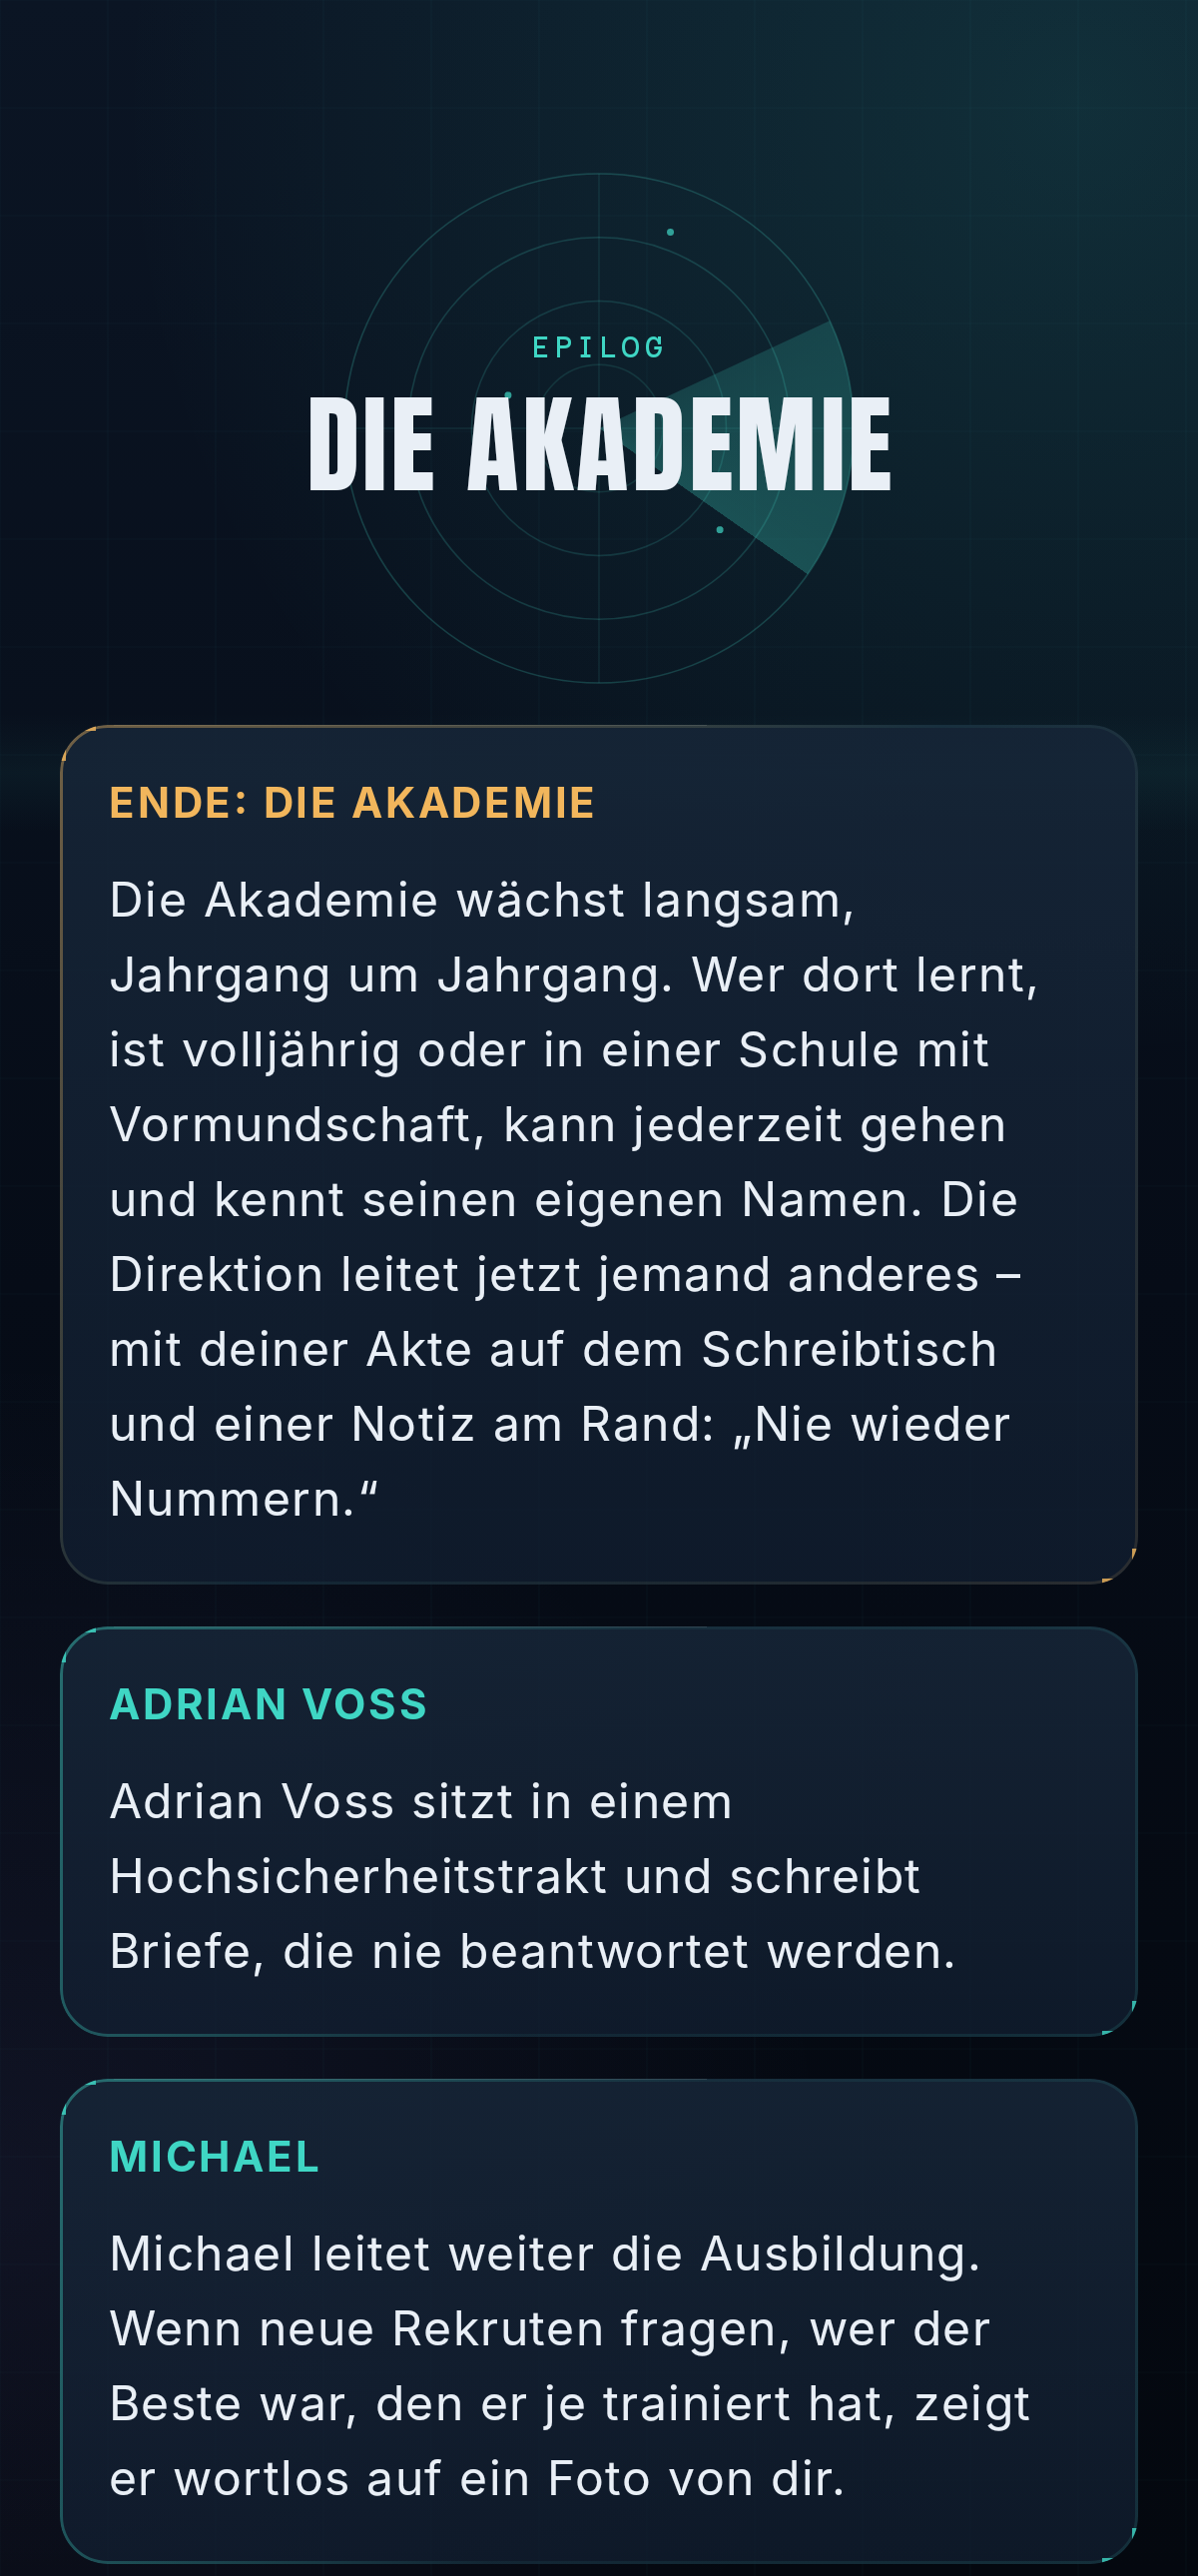 EPILOG
DIE AKADEMIE
ENDE: DIE AKADEMIE
Die Akademie wächst langsam,
Jahrgang um Jahrgang. Wer dort lernt,
ist volljährig oder in einer Schule mit
Vormundschaft, kann jederzeit gehen
und kennt seinen eigenen Namen. Die
Direktion leitet jetzt jemand anderes –
mit deiner Akte auf dem Schreibtisch
und einer Notiz am Rand: „Nie wieder
Nummern.“
ADRIAN VOSS
Adrian Voss sitzt in einem
Hochsicherheitstrakt und schreibt
Briefe, die nie beantwortet werden.
MICHAEL
Michael leitet weiter die Ausbildung.
Wenn neue Rekruten fragen, wer der
Beste war, den er je trainiert hat, zeigt
er wortlos auf ein Foto von dir.